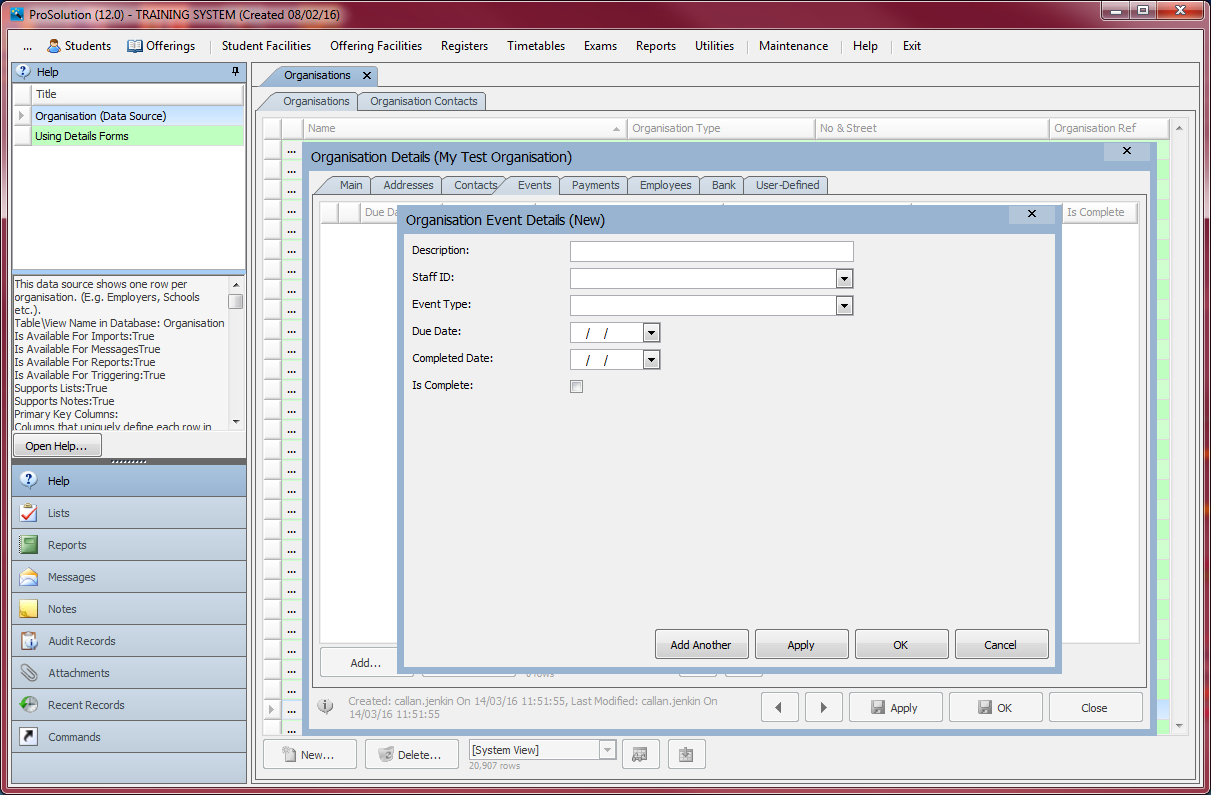 ProSolution (12.0) - TRAINING SYSTEM (Created 08/02/16)
... Students Offerings Student Facilities Offering Facilities Registers Timetables Exams Reports Utilities Maintenance Help Exit
Help
Title
Organisation (Data Source)
Using Details Forms
This data source shows one row per
organisation. (E.g. Employers, Schools
etc.).
Table\View Name in Database: Organisation
Is Available For Imports:True
Is Available For MessagesTrue
Is Available For Reports:True
Is Available For Triggering:True
Supports Lists:True
Supports Notes:True
Primary Key Columns:
Columns that uniquely define each row in
Open Help...
Help
Lists
Reports
Messages
Notes
Audit Records
Attachments
Recent Records
Commands
Organisations
Organisations Organisation Contacts
Name Organisation Type No & Street Organisation Ref
Organisation Details (My Test Organisation)
Main Addresses Contacts Events Payments Employees Bank User-Defined
Due Da Is Complete
Organisation Event Details (New)
Description:
Staff ID:
Event Type:
Due Date: / /
Completed Date: / /
Is Complete:
Add Another Apply OK Cancel
Add...
0 rows
Created: callan.jenkin On 14/03/16 11:51:55, Last Modified: callan.jenkin On
14/03/16 11:51:55
Apply OK Close
New... Delete... [System View]
20,907 rows